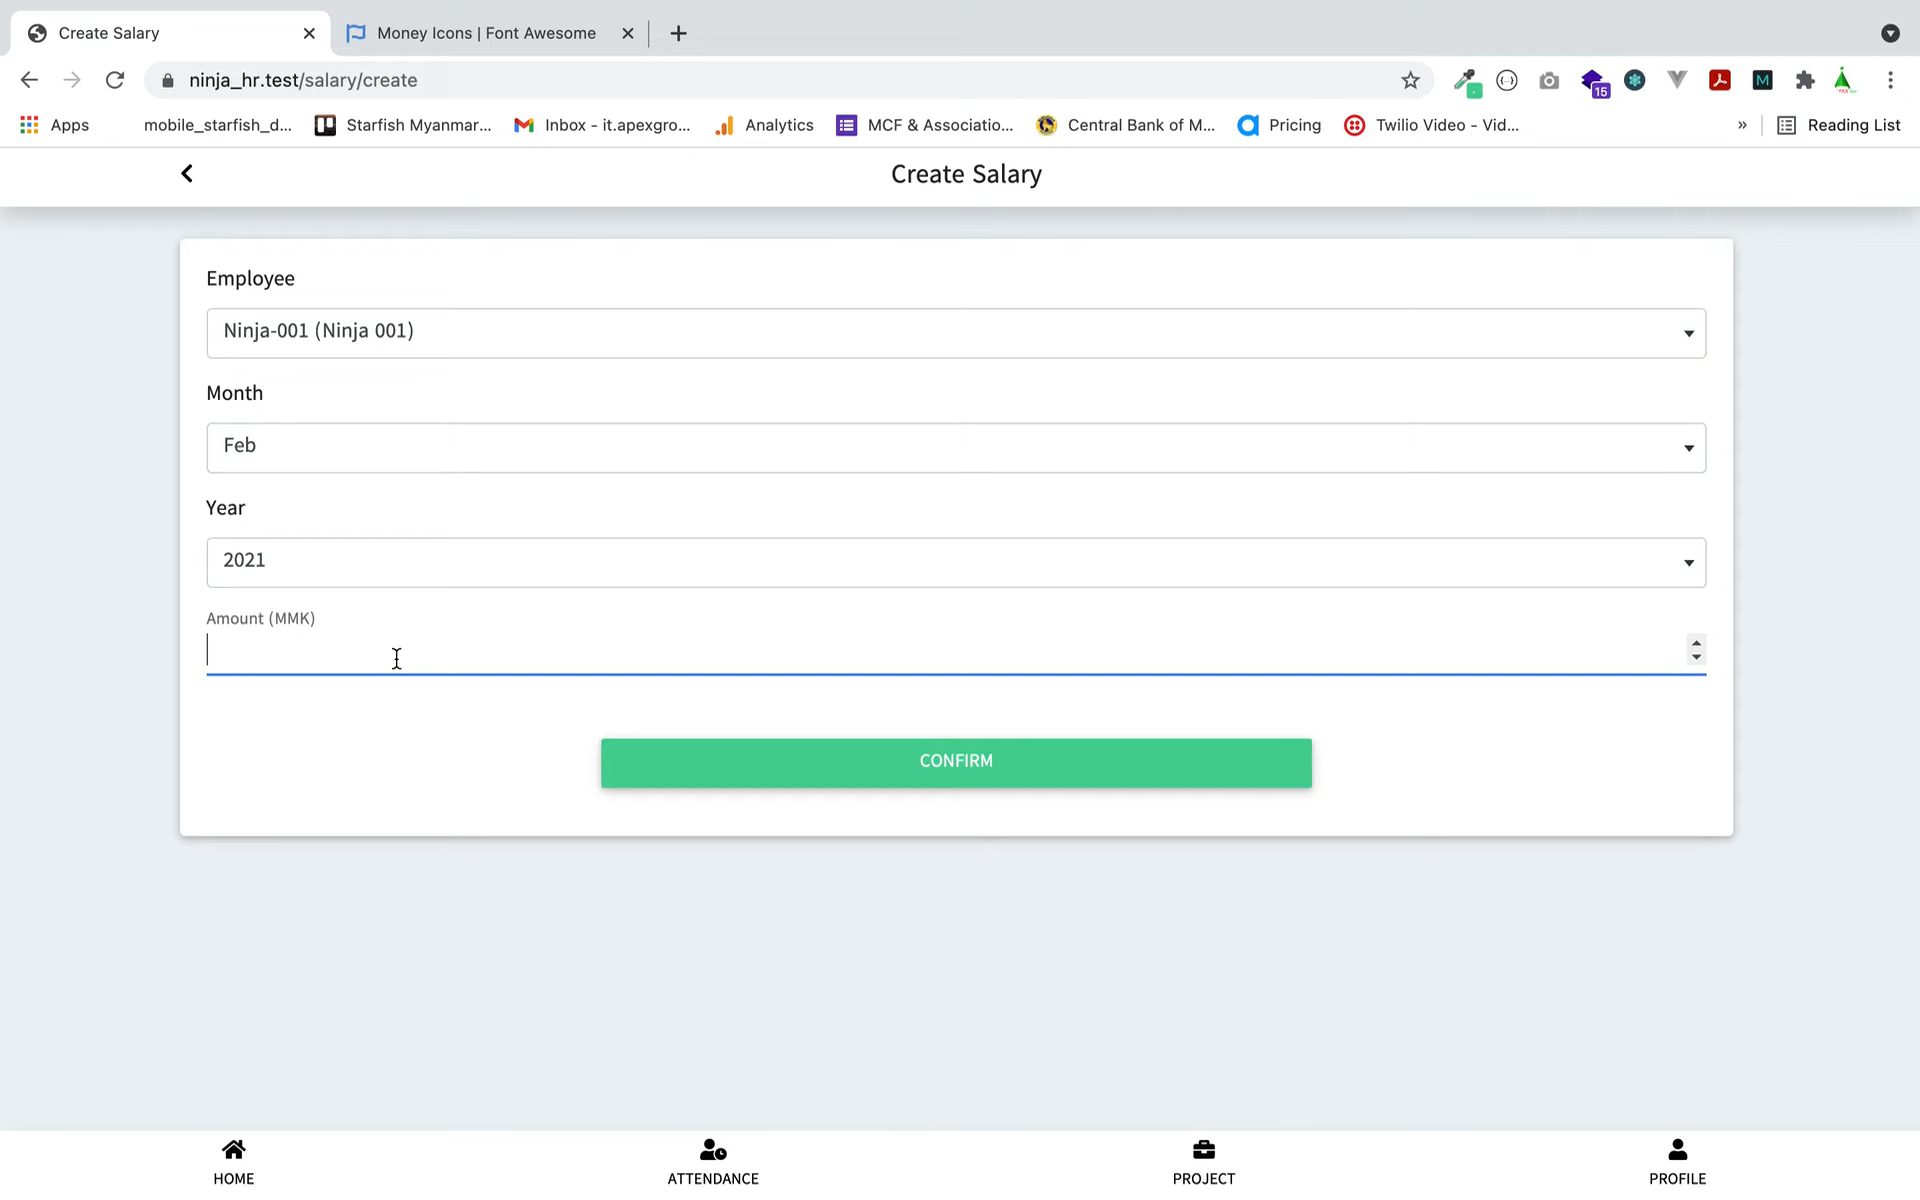 Create Salary
Money Icons | Font Awesome
ninja_hr.test/salary/create
15
Apps
mobile_starfish_d...
Starfish Myanmar...
Inbox - it.apexgro...
Analytics
MCF & Associatio...
Central Bank of M...
Pricing
Twilio Video - Vid...
»
Reading List
Create Salary
Employee
Ninja-001 (Ninja 001)
Month
Feb
Year
2021
Amount (MMK)
CONFIRM
HOME
ATTENDANCE
PROJECT
PROFILE